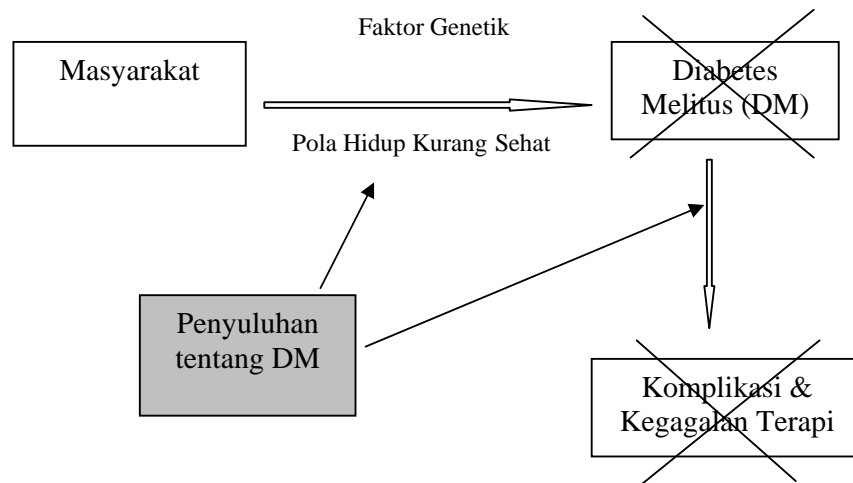 Faktor Genetik
Masyarakat
Diabetes
Melitus (DM)
Pola Hidup Kurang Sehat
Penyuluhan
tentang DM
Komplikasi &
Kegagalan Terapi